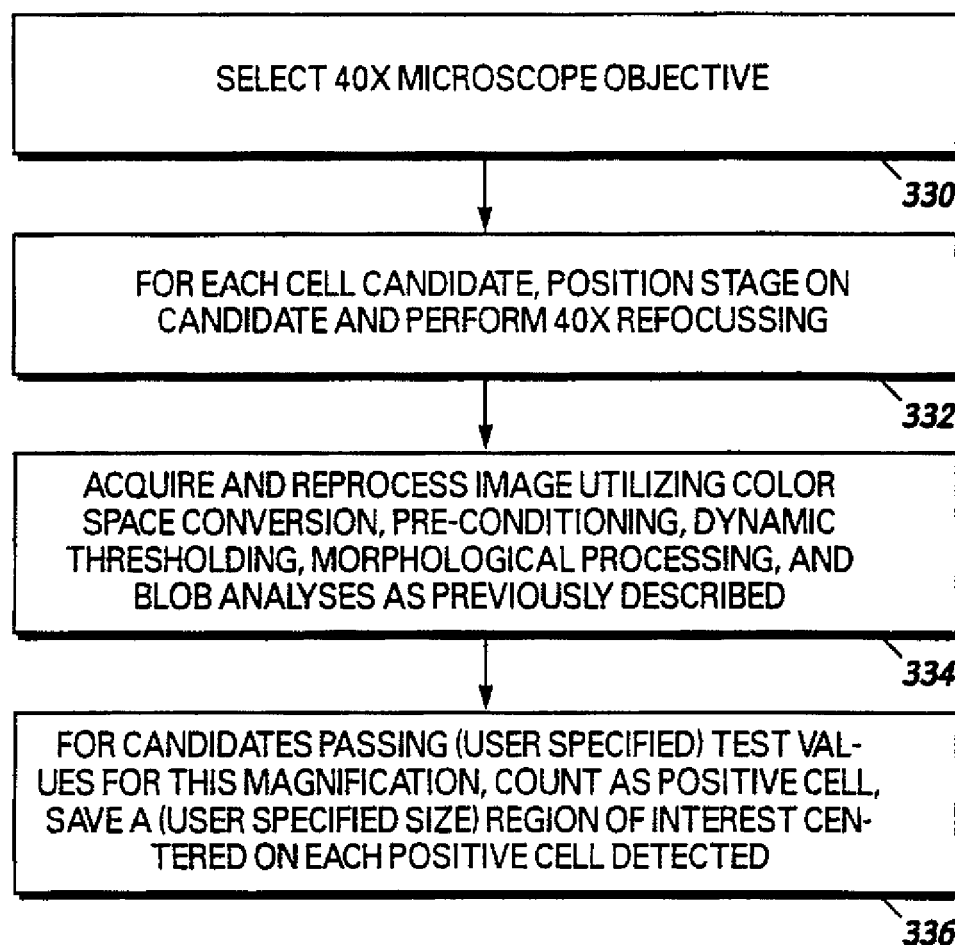 SELECT 40X MICROSCOPE OBJECTIVE
330
FOR EACH CELL CANDIDATE, POSITION STAGE ON
CANDIDATE AND PERFORM 40X REFOCUSSING
332
ACQUIRE AND REPROCESS IMAGE UTILIZING COLOR
SPACE CONVERSION, PRE-CONDITIONING, DYNAMIC
THRESHOLDING, MORPHOLOGICAL PROCESSING, AND
BLOB ANALYSES AS PREVIOUSLY DESCRIBED
334
FOR CANDIDATES PASSING (USER SPECIFIED) TEST VAL-
UES FOR THIS MAGNIFICATION, COUNT AS POSITIVE CELL,
SAVE A (USER SPECIFIED SIZE) REGION OF INTEREST CEN-
TERED ON EACH POSITIVE CELL DETECTED
336